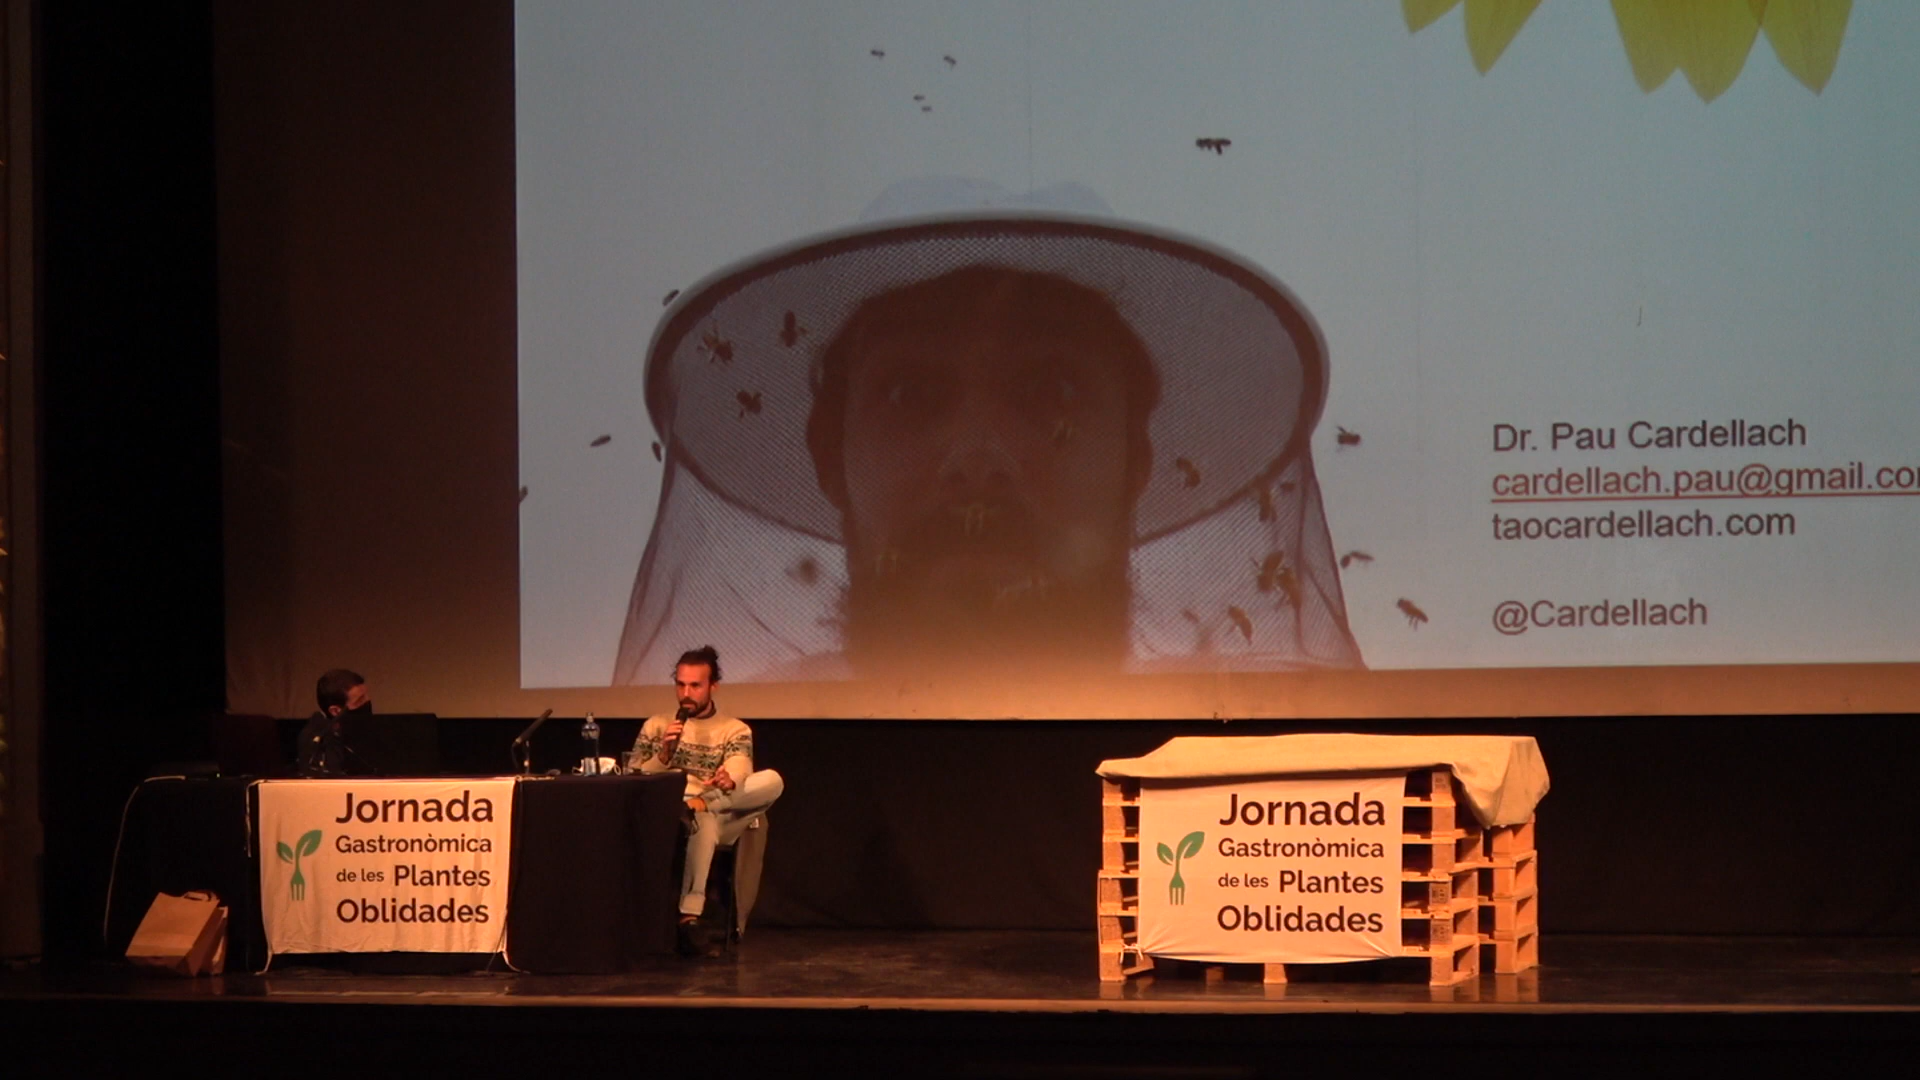 Dr. Pau Cardellach
cardellach.pau@gmail.co
taocardellach.com
@Cardellach
Jornada
Gastronòmica
de les Plantes
Oblidades
Jornada
Gastronòmica
de les Plantes
Oblidades